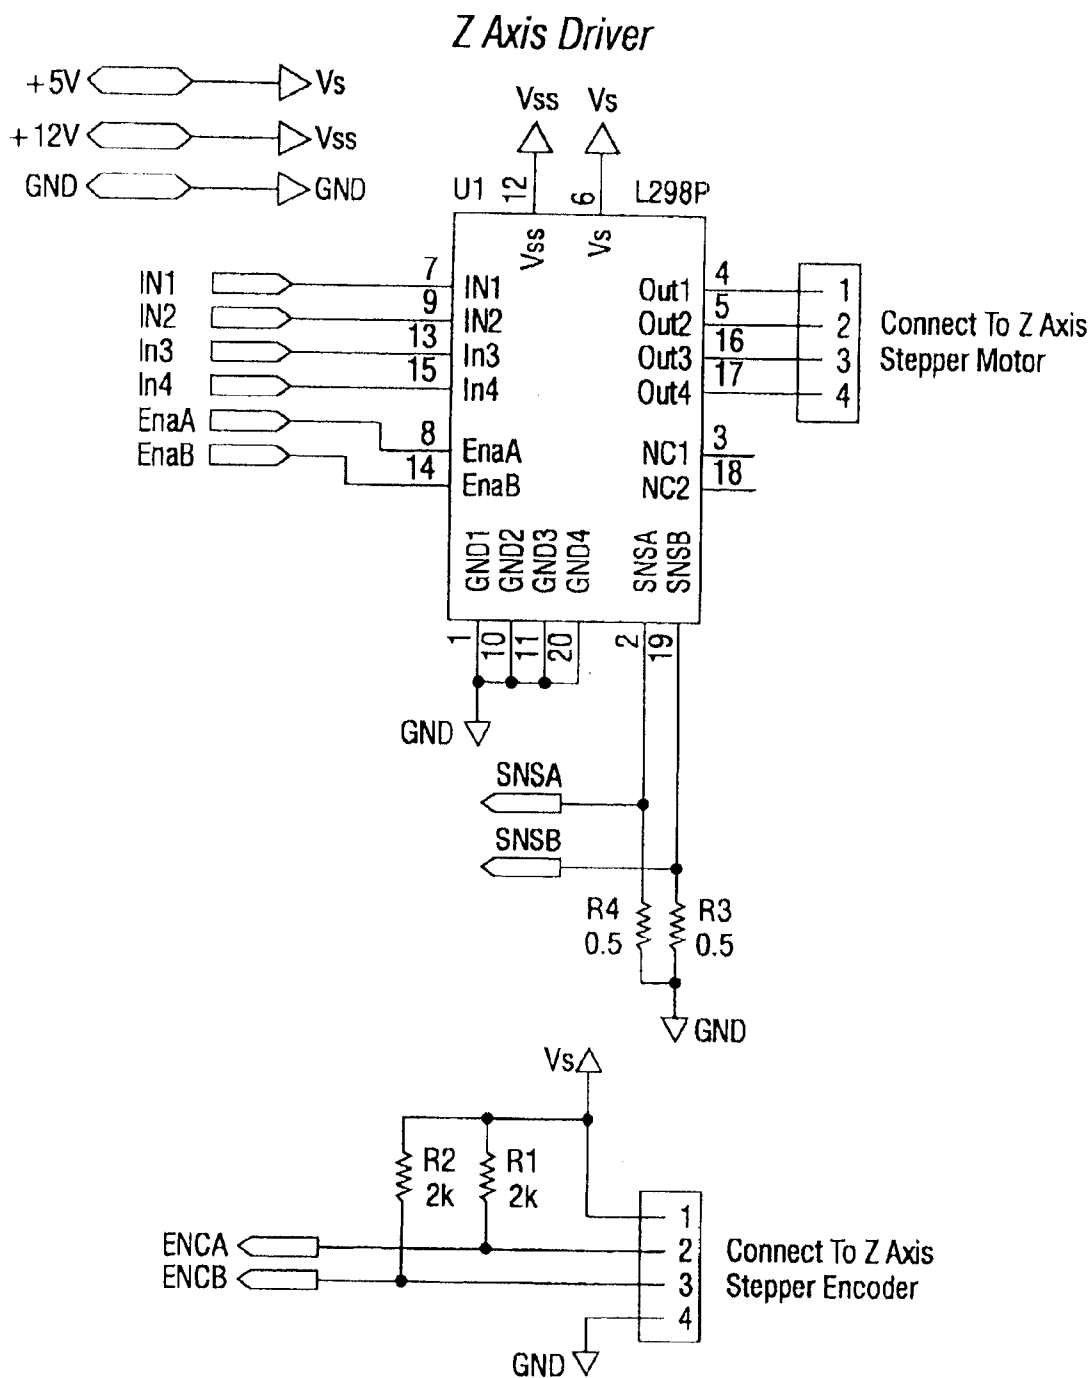 Z Axis Driver
+5V Vs
+12V Vss
GND GND
Vss Vs
U1 12 6 L298P
Vss Vs
IN1 7 IN1 Out1 4 1
IN2 9 IN2 Out2 5 2 Connect To Z Axis
In3 13 In3 Out3 16 3 Stepper Motor
In4 15 In4 Out4 17 4
EnaA 8 EnaA NC1 3
EnaB 14 EnaB NC2 18
GND1 GND2 GND3 GND4 SNSA SNSB
1 10 11 20 2 19
GND
SNSA
SNSB
R4 R3
0.5 0.5
GND
Vs
R2 R1
2k 2k
1
ENCA 2 Connect To Z Axis
ENCB 3 Stepper Encoder
4
GND